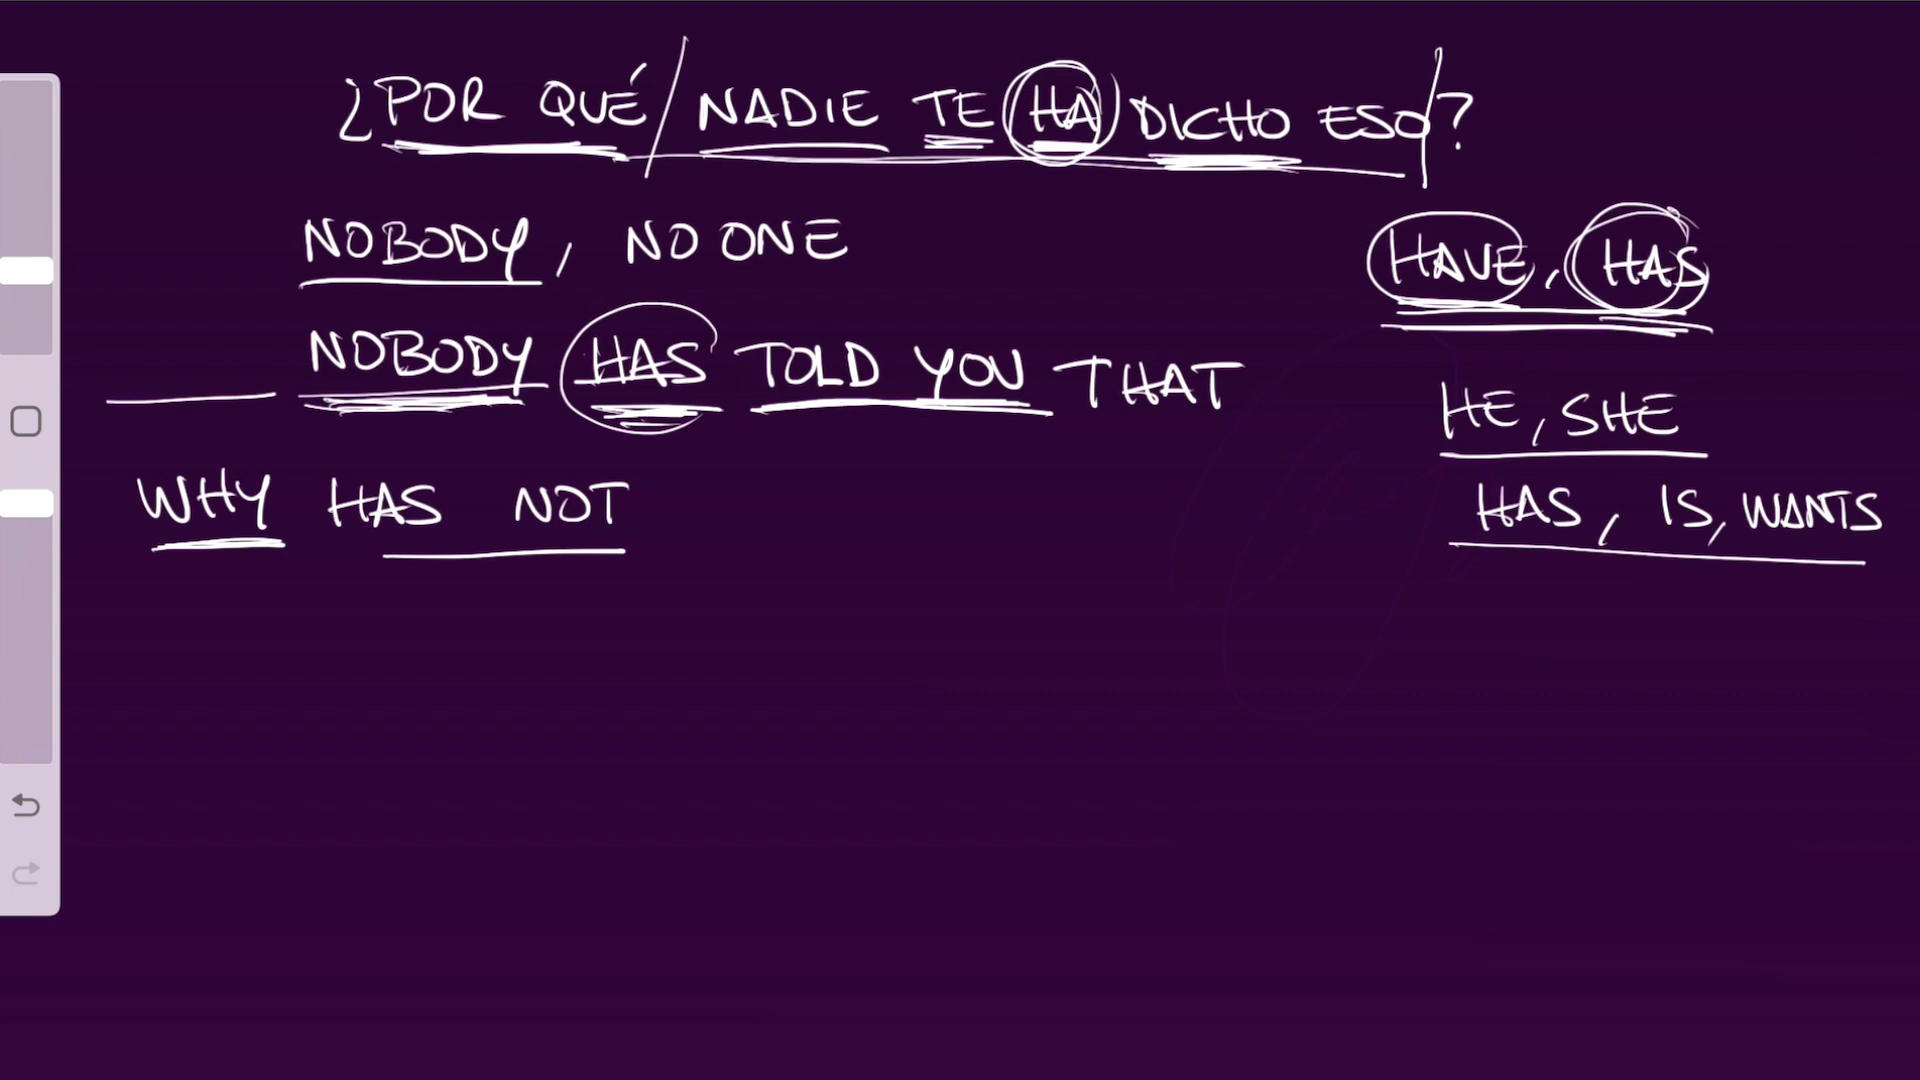 ¿POR QUÉ / NADIE TE HA DICHO ESO?
NOBODY, NO ONE
HAVE, HAS
NOBODY HAS TOLD YOU THAT
HE, SHE
WHY HAS NOT
HAS, IS, WANTS